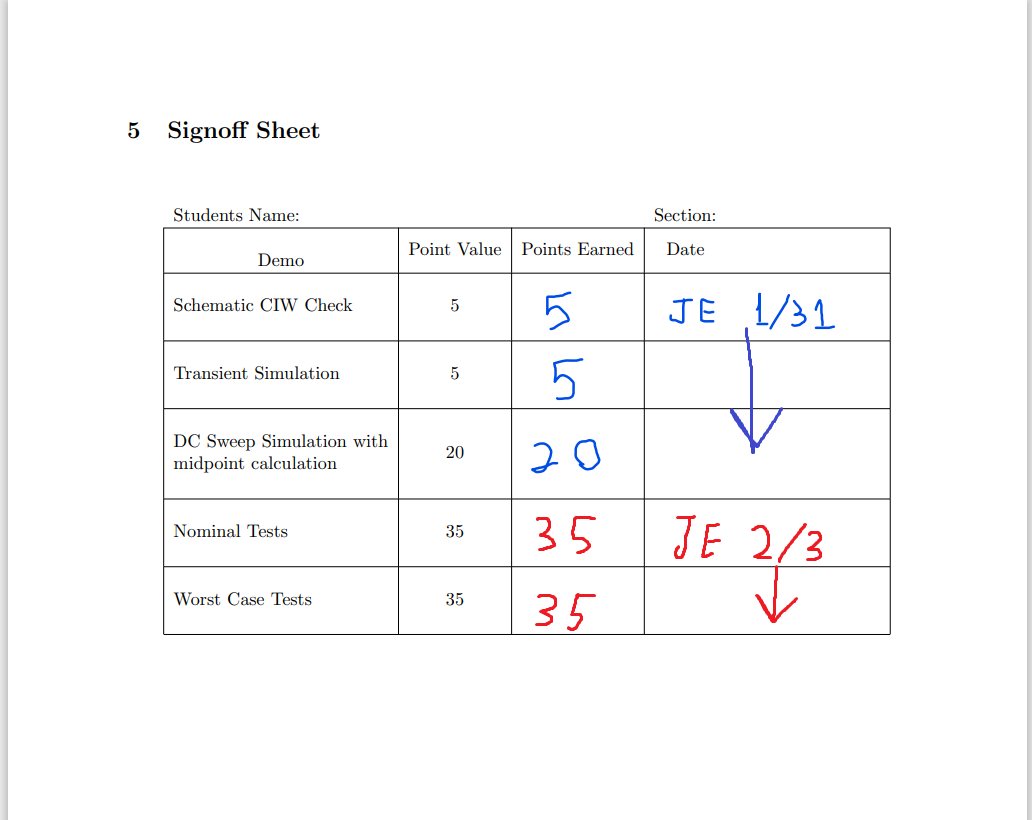 5 Signoff Sheet
Students Name: Section:
Demo Point Value Points Earned Date
Schematic CIW Check 5 5 JE 1/31
Transient Simulation 5 5
DC Sweep Simulation with
midpoint calculation 20 20
Nominal Tests 35 35 JE 2/3
Worst Case Tests 35 35